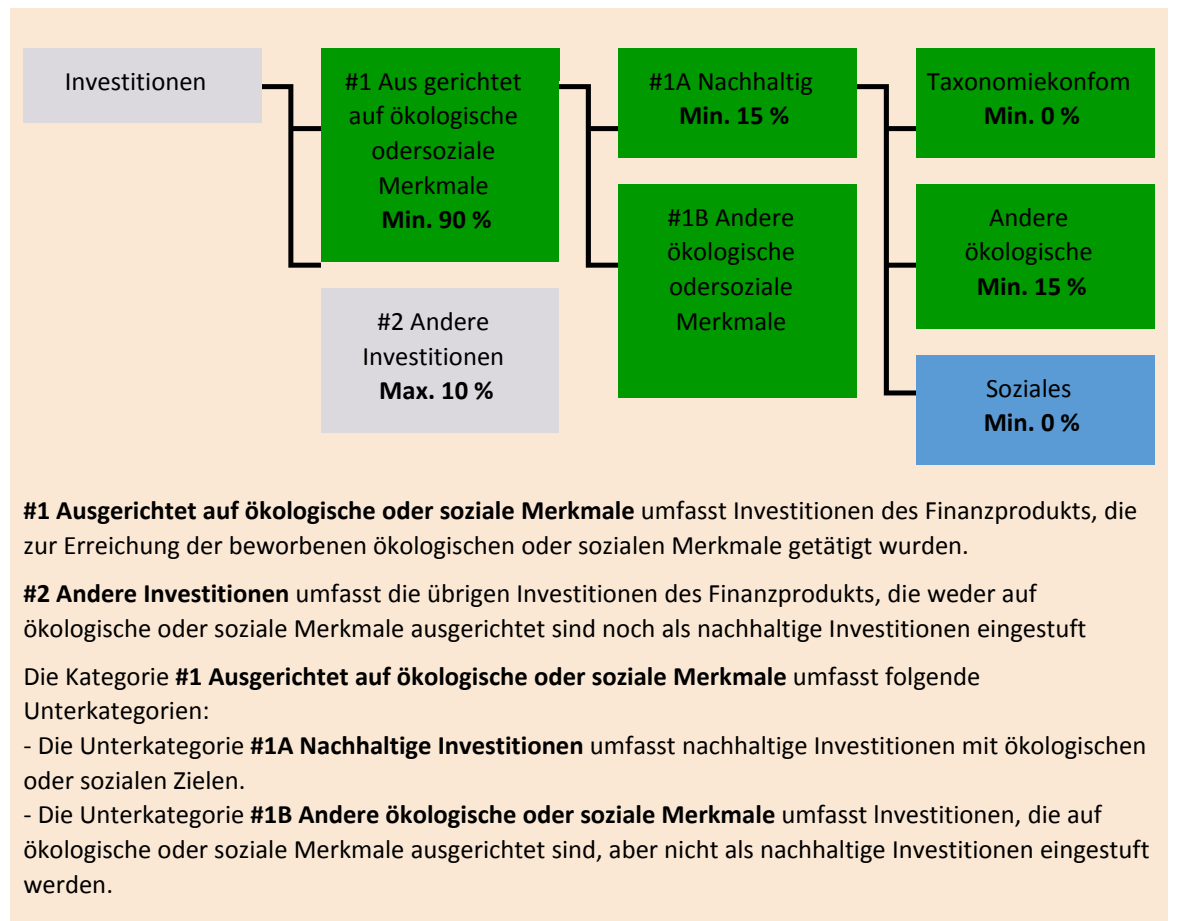 Investitionen
#1 Aus gerichtet
auf ökologische
odersoziale
Merkmale
Min. 90 %
#2 Andere
Investitionen
Max. 10 %
#1A Nachhaltig
Min. 15 %
#1B Andere
ökologische
odersoziale
Merkmale
Taxonomiekonfom
Min. 0 %
Andere
ökologische
Min. 15 %
Soziales
Min. 0 %
#1 Ausgerichtet auf ökologische oder soziale Merkmale umfasst Investitionen des Finanzprodukts, die
zur Erreichung der beworbenen ökologischen oder sozialen Merkmale getätigt wurden.
#2 Andere Investitionen umfasst die übrigen Investitionen des Finanzprodukts, die weder auf
ökologische oder soziale Merkmale ausgerichtet sind noch als nachhaltige Investitionen eingestuft
Die Kategorie #1 Ausgerichtet auf ökologische oder soziale Merkmale umfasst folgende
Unterkategorien:
- Die Unterkategorie #1A Nachhaltige Investitionen umfasst nachhaltige Investitionen mit ökologischen
oder sozialen Zielen.
- Die Unterkategorie #1B Andere ökologische oder soziale Merkmale umfasst lnvestitionen, die auf
ökologische oder soziale Merkmale ausgerichtet sind, aber nicht als nachhaltige Investitionen eingestuft
werden.